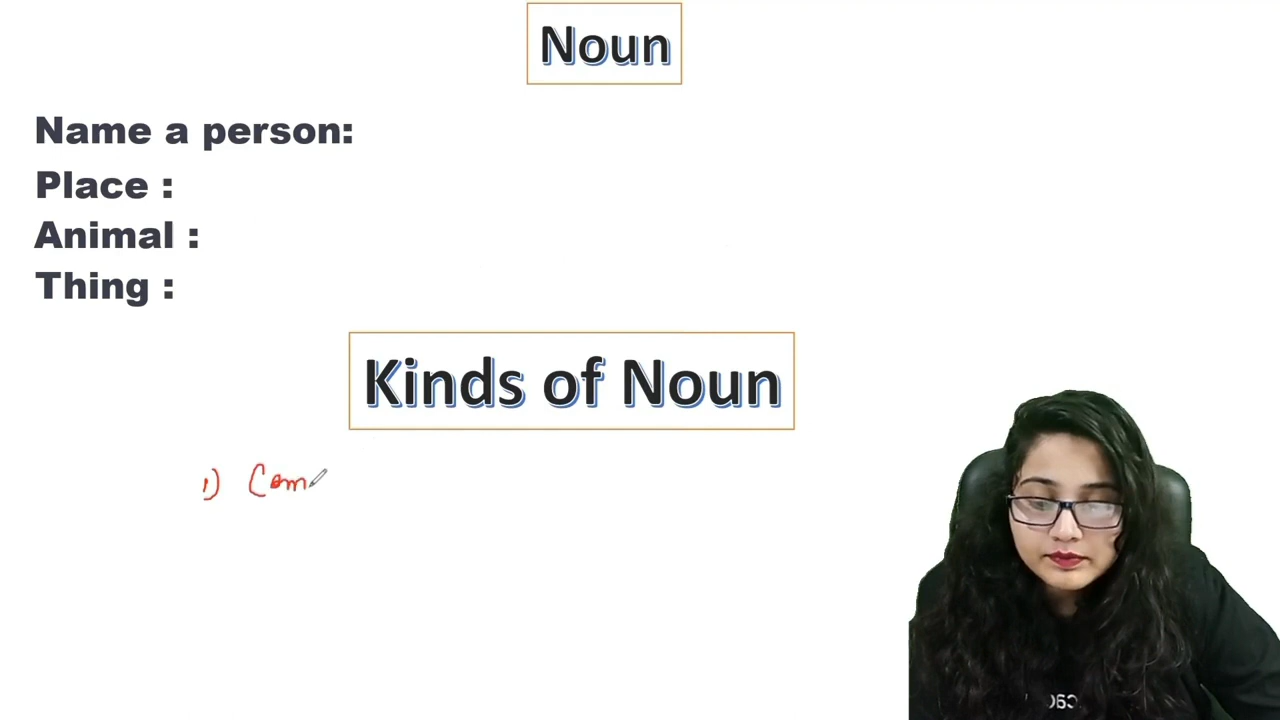 Noun
Name a person:
Place :
Animal :
Thing :
Kinds of Noun
1) Com